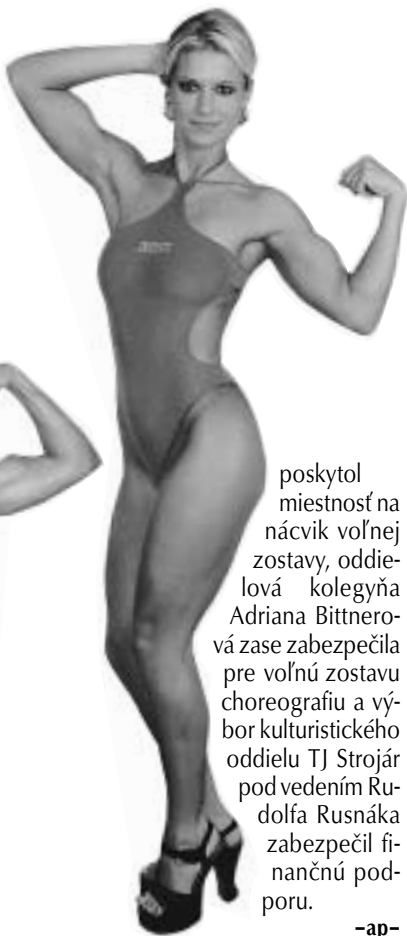 poskytol
miestnosť na
nácvik voľnej
zostavy, oddie-
lová kolegyňa
Adriana Bittnero-
vá zase zabezpečila
pre voľnú zostavu
choreografiu a vý-
bor kulturistického
oddielu TJ Strojár
pod vedením Ru-
dolfa Rusnáka
zabezpečil fi-
nančnú pod-
poru.
–ap–